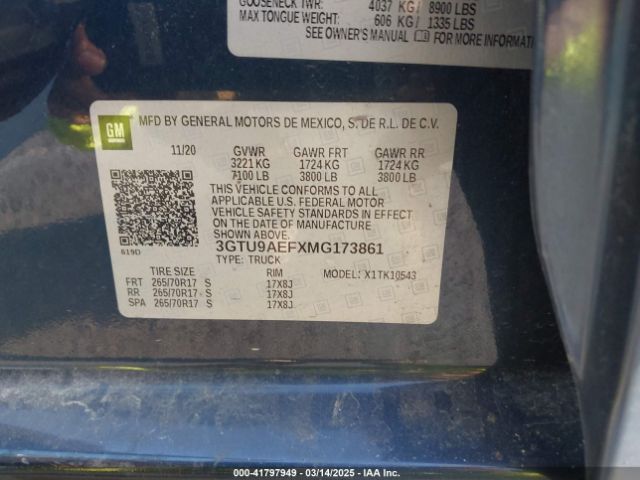 GOOSENECK TWR: 4037 KG/ 8900 LBS
MAX TONGUE WEIGHT: 606 KG/ 1335 LBS
SEE OWNER'S MANUAL FOR MORE INFORMATION
GM
MFD BY GENERAL MOTORS DE MEXICO, S. DE R.L. DE C.V.
11/20 GVWR GAWR FRT GAWR RR
3221 KG 1724 KG 1724 KG
7100 LB 3800 LB 3800 LB
THIS VEHICLE CONFORMS TO ALL
APPLICABLE U.S. FEDERAL MOTOR
VEHICLE SAFETY STANDARDS IN EFFECT
ON THE DATE OF MANUFACTURE
SHOWN ABOVE.
619D 3GTU9AEFXMG173861
TYPE: TRUCK
TIRE SIZE RIM MODEL: X1TK10543
FRT 265/70R17 S 17X8J
RR 265/70R17 S 17X8J
SPA 265/70R17 S 17X8J
© 41797949 - 03/14/2025 - IAA Inc.